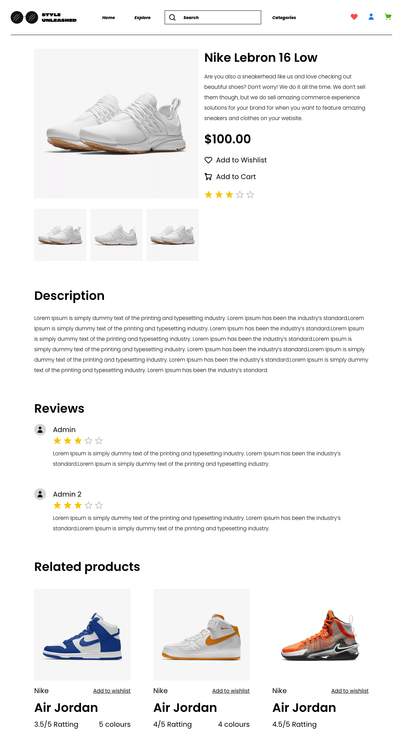 STYLE
UNLEASHED
Home
Explore
Search
Categories
Nike Lebron 16 Low
Are you also a sneakerhead like us and love checking out
beautiful shoes? Don't worry! We do it all the time. We don't sell
them though, but we do sell amazing commerce experience
solutions for your brand for when you want to feature amazing
sneakers and clothes on your website.
$100.00
Add to Wishlist
Add to Cart
Description
Lorem Ipsum is simply dummy text of the printing and typesetting industry. Lorem Ipsum has been the industry's standard.Lorem
Ipsum is simply dummy text of the printing and typesetting industry. Lorem Ipsum has been the industry's standard.Lorem Ipsum
is simply dummy text of the printing and typesetting industry. Lorem Ipsum has been the industry's standard.Lorem Ipsum is
simply dummy text of the printing and typesetting industry. Lorem Ipsum has been the industry's standard.Lorem Ipsum is
dummy text of the printing and typesetting industry. Lorem Ipsum has been the industry's standard.Lorem Ipsum is simply dummy
text of the printing and typesetting industry. Lorem Ipsum has been the industry's standard.
Reviews
Admin
Lorem Ipsum is simply dummy text of the printing and typesetting industry. Lorem Ipsum has been the industry's
standard.Lorem Ipsum is simply dummy text of the printing and typesetting industry.
Admin 2
Lorem Ipsum is simply dummy text of the printing and typesetting industry. Lorem Ipsum has been the industry's
standard.Lorem Ipsum is simply dummy text of the printing and typesetting industry.
Related products
Nike
Add to wishlist
Air Jordan
3.5/5 Ratting
5 colours
Nike
Add to wishlist
Air Jordan
4/5 Ratting
4 colours
Nike
Add to wishlist
Air Jordan
4.5/5 Ratting